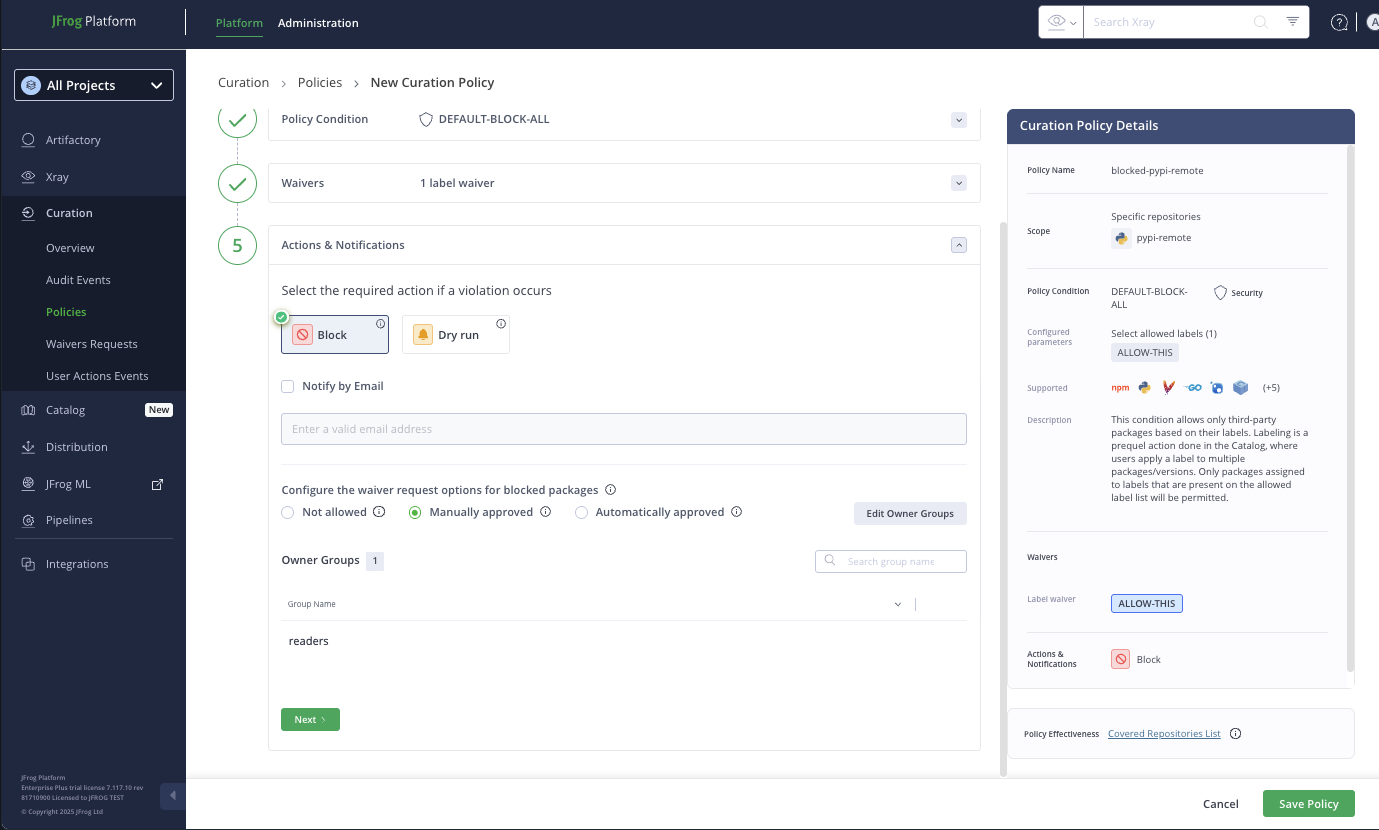 JFrog Platform
Platform Administration
Search Xray
A
All Projects
Artifactory
Xray
Curation
Overview
Audit Events
Policies
Waivers Requests
User Actions Events
Catalog New
Distribution
JFrog ML
Pipelines
Integrations
JFrog Platform
Enterprise Plus trial license 7.117.10 rev
81710900 Licensed to JFROG TEST
© Copyright 2025 JFrog Ltd
Curation > Policies > New Curation Policy
Policy Condition DEFAULT-BLOCK-ALL
Waivers 1 label waiver
5 Actions & Notifications
Select the required action if a violation occurs
Block Dry run
Notify by Email
Enter a valid email address
Configure the waiver request options for blocked packages
Not allowed Manually approved Automatically approved Edit Owner Groups
Owner Groups 1 Search group name
Group Name
readers
Next >
Curation Policy Details
Policy Name blocked-pypi-remote
Specific repositories
Scope
pypi-remote
Policy Condition DEFAULT-BLOCK- Security
ALL
Configured Select allowed labels (1)
parameters
ALLOW-THIS
Supported npm GO (+5)
Description This condition allows only third-party
packages based on their labels. Labeling is a
prequel action done in the Catalog, where
users apply a label to multiple
packages/versions. Only packages assigned
to labels that are present on the allowed
label list will be permitted.
Waivers
Label waiver ALLOW-THIS
Actions &
Notifications Block
Policy Effectiveness Covered Repositories List
Cancel Save Policy